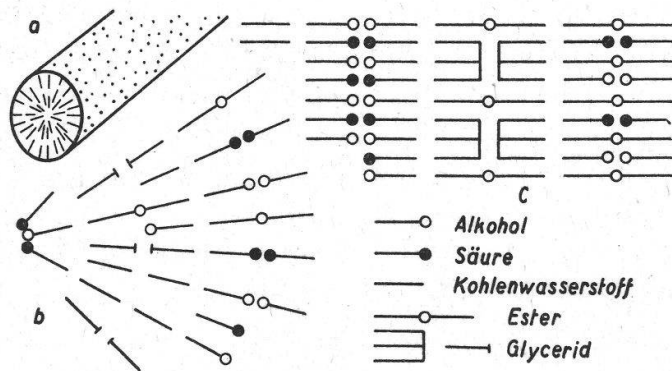 a
b
c
Alkohol
Säure
Kohlenwasserstoff
Ester
Glycerid